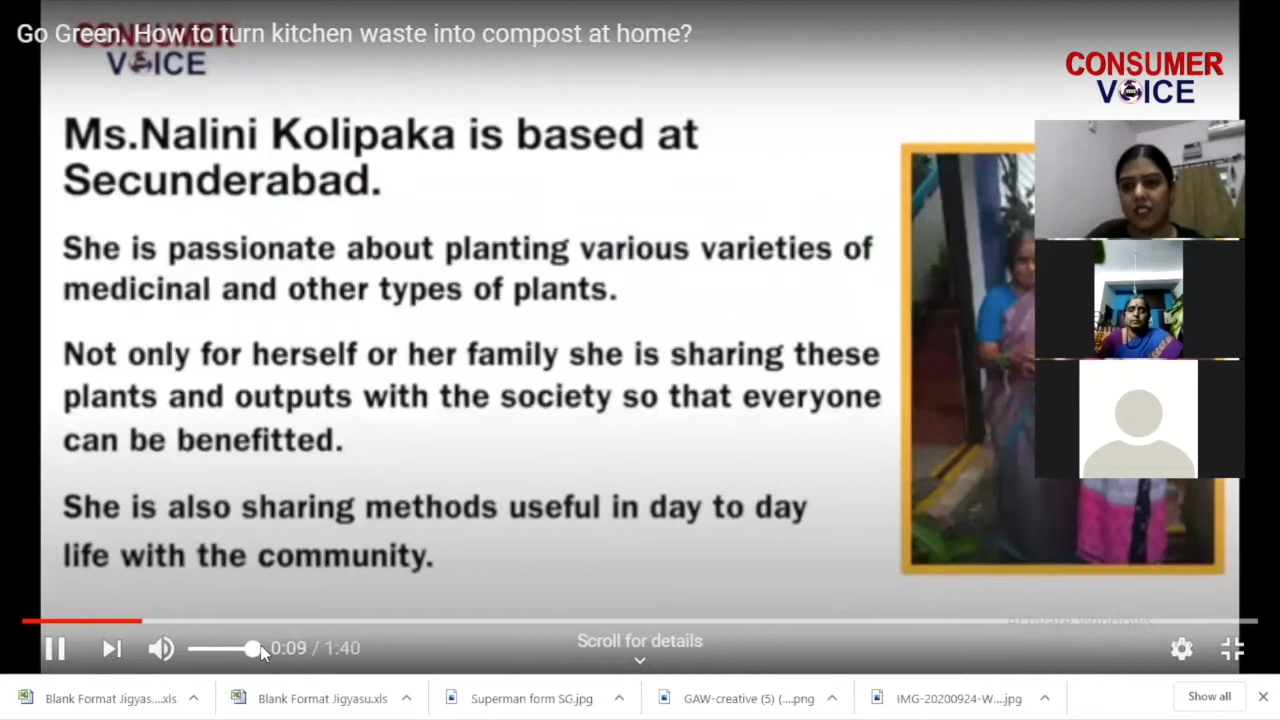 Go Green. How to turn kitchen waste into compost at home?
CONSUMER
VOICE
CONSUMER
VOICE
Ms.Nalini Kolipaka is based at
Secunderabad.
She is passionate about planting various varieties of
medicinal and other types of plants.
Not only for herself or her family she is sharing these
plants and outputs with the society so that everyone
can be benefitted.
She is also sharing methods useful in day to day
life with the community.
Activate Windows
0:09 / 1:40
Scroll for details
Blank Format Jigyas....xls
Blank Format Jigyasu.xls
Superman form SG.jpg
GAW-creative (5) (....png
IMG-20200924-W....jpg
Show all